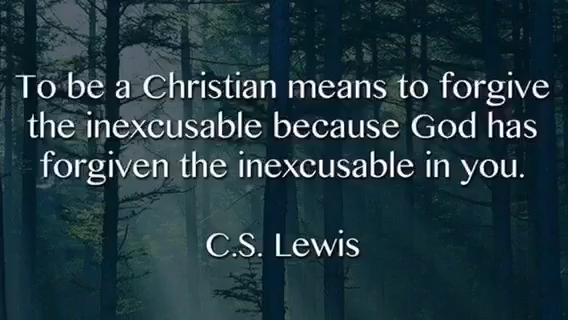 To be a Christian means to forgive
the inexcusable because God has
forgiven the inexcusable in you.
C.S. Lewis